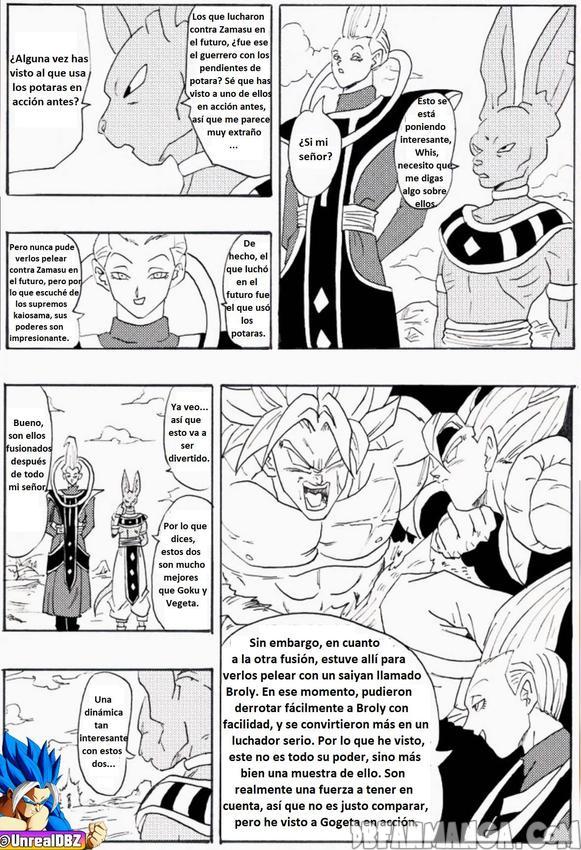 ¿Alguna vez has
visto al que usa
los potaras en
acción antes?
Los que lucharon
contra Zamasu en
el futuro, ¿fue ese
el guerrero con los
pendientes de
potara? Sé que has
visto a uno de ellos
en acción antes,
así que me parece
muy extraño
...
¿Si mi
señor?
Esto se
está
poniendo
interesante,
Whis,
necesito que
me digas
algo sobre
ellos.
Pero nunca pude
verlos pelear
contra Zamasu en
el futuro, pero por
lo que escuché de
los supremos
kaiosama, sus
poderes son
impresionante.
De
hecho, el
que luchó
en el
futuro fue
el que usó
los
potaras.
Bueno,
son ellos
fusionados
después
de todo
mi señor
Ya veo...
así que
esto va a
ser
divertido.
Por lo que
dices,
estos dos
son mucho
mejores
que Goku y
Vegeta.
Sin embargo, en cuanto
a la otra fusión, estuve allí para
verlos pelear con un saiyan llamado
Broly. En ese momento, pudieron
derrotar fácilmente a Broly con
facilidad, y se convirtieron más en un
luchador serio. Por lo que he visto,
este no es todo su poder, sino más
bien una muestra de ello. Son
realmente una fuerza a tener en
cuenta, así que no es justo comparar,
pero he visto a Gogeta en acción.
Una
dinámica
tan
interesante
con estos
dos...
@UnrealDBZ
DBFANMANGA.COM